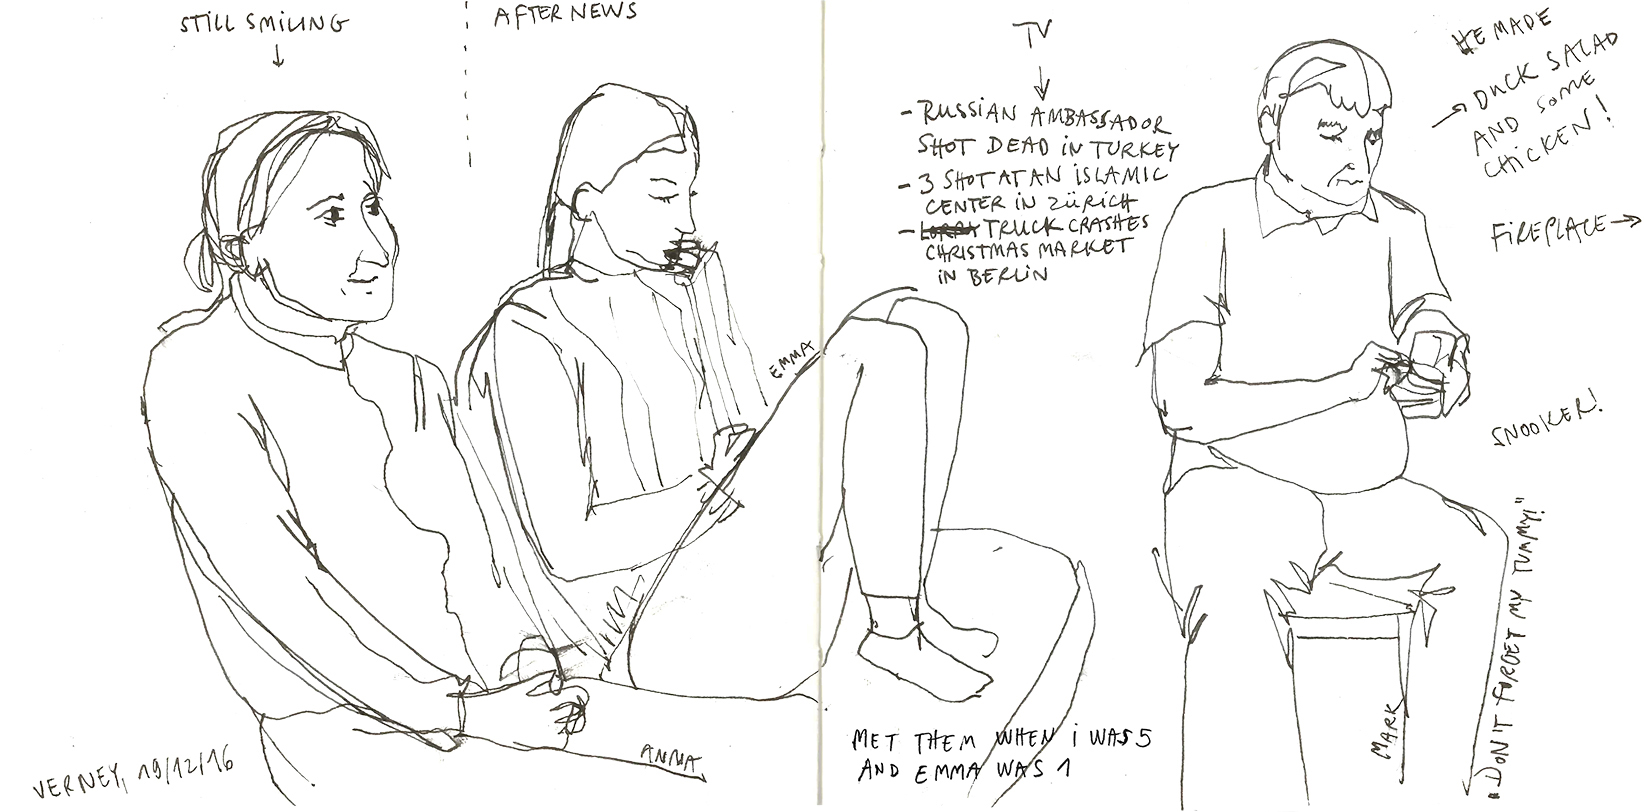 STILL SMILING
AFTER NEWS
TV
- RUSSIAN AMBASSADOR
SHOT DEAD IN TURKEY
- 3 SHOT AT AN ISLAMIC
CENTER IN ZÜRICH
- LORRY TRUCK CRASHES
CHRISTMAS MARKET
IN BERLIN
HE MADE
DUCK SALAD
AND SOME
CHICKEN!
FIREPLACE
SNOOKER!
"DON'T FORGET MY TUMMY!"
EMMA
ANNA
MARK
MET THEM WHEN I WAS 5
AND EMMA WAS 1
VERNEY, 19/12/16